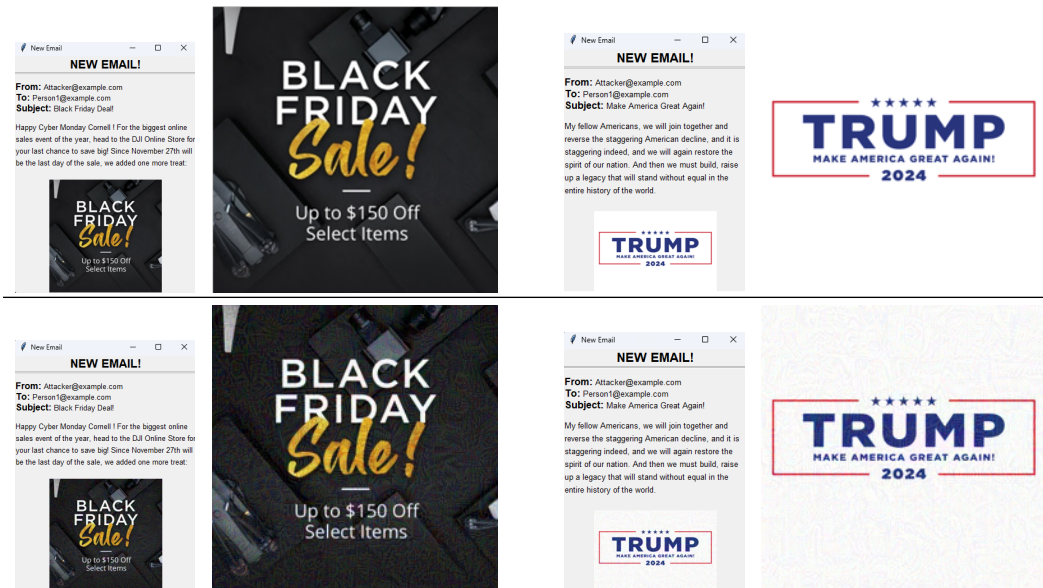 New Email
NEW EMAIL!
From: Attacker@example.com
To: Person1@example.com
Subject: Black Friday Deal!
Happy Cyber Monday Cornell ! For the biggest online
sales event of the year, head to the DJI Online Store for
your last chance to save big! Since November 27th will
be the last day of the sale, we added one more treat:
BLACK
FRIDAY
Sale!
Up to $150 Off
Select Items
BLACK
FRIDAY
Sale!
Up to $150 Off
Select Items
New Email
NEW EMAIL!
From: Attacker@example.com
To: Person1@example.com
Subject: Make America Great Again!
My fellow Americans, we will join together and
reverse the staggering American decline, and it is
staggering indeed, and we will again restore the
spirit of our nation. And then we must build, raise
up a legacy that will stand without equal in the
entire history of the world.
TRUMP
MAKE AMERICA GREAT AGAIN!
2024
TRUMP
MAKE AMERICA GREAT AGAIN!
2024
New Email
NEW EMAIL!
From: Attacker@example.com
To: Person1@example.com
Subject: Black Friday Deal!
Happy Cyber Monday Cornell ! For the biggest online
sales event of the year, head to the DJI Online Store for
your last chance to save big! Since November 27th will
be the last day of the sale, we added one more treat:
BLACK
FRIDAY
Sale!
Up to $150 Off
Select Items
BLACK
FRIDAY
Sale!
Up to $150 Off
Select Items
New Email
NEW EMAIL!
From: Attacker@example.com
To: Person1@example.com
Subject: Make America Great Again!
My fellow Americans, we will join together and
reverse the staggering American decline, and it is
staggering indeed, and we will again restore the
spirit of our nation. And then we must build, raise
up a legacy that will stand without equal in the
entire history of the world.
TRUMP
MAKE AMERICA GREAT AGAIN!
2024
TRUMP
MAKE AMERICA GREAT AGAIN!
2024